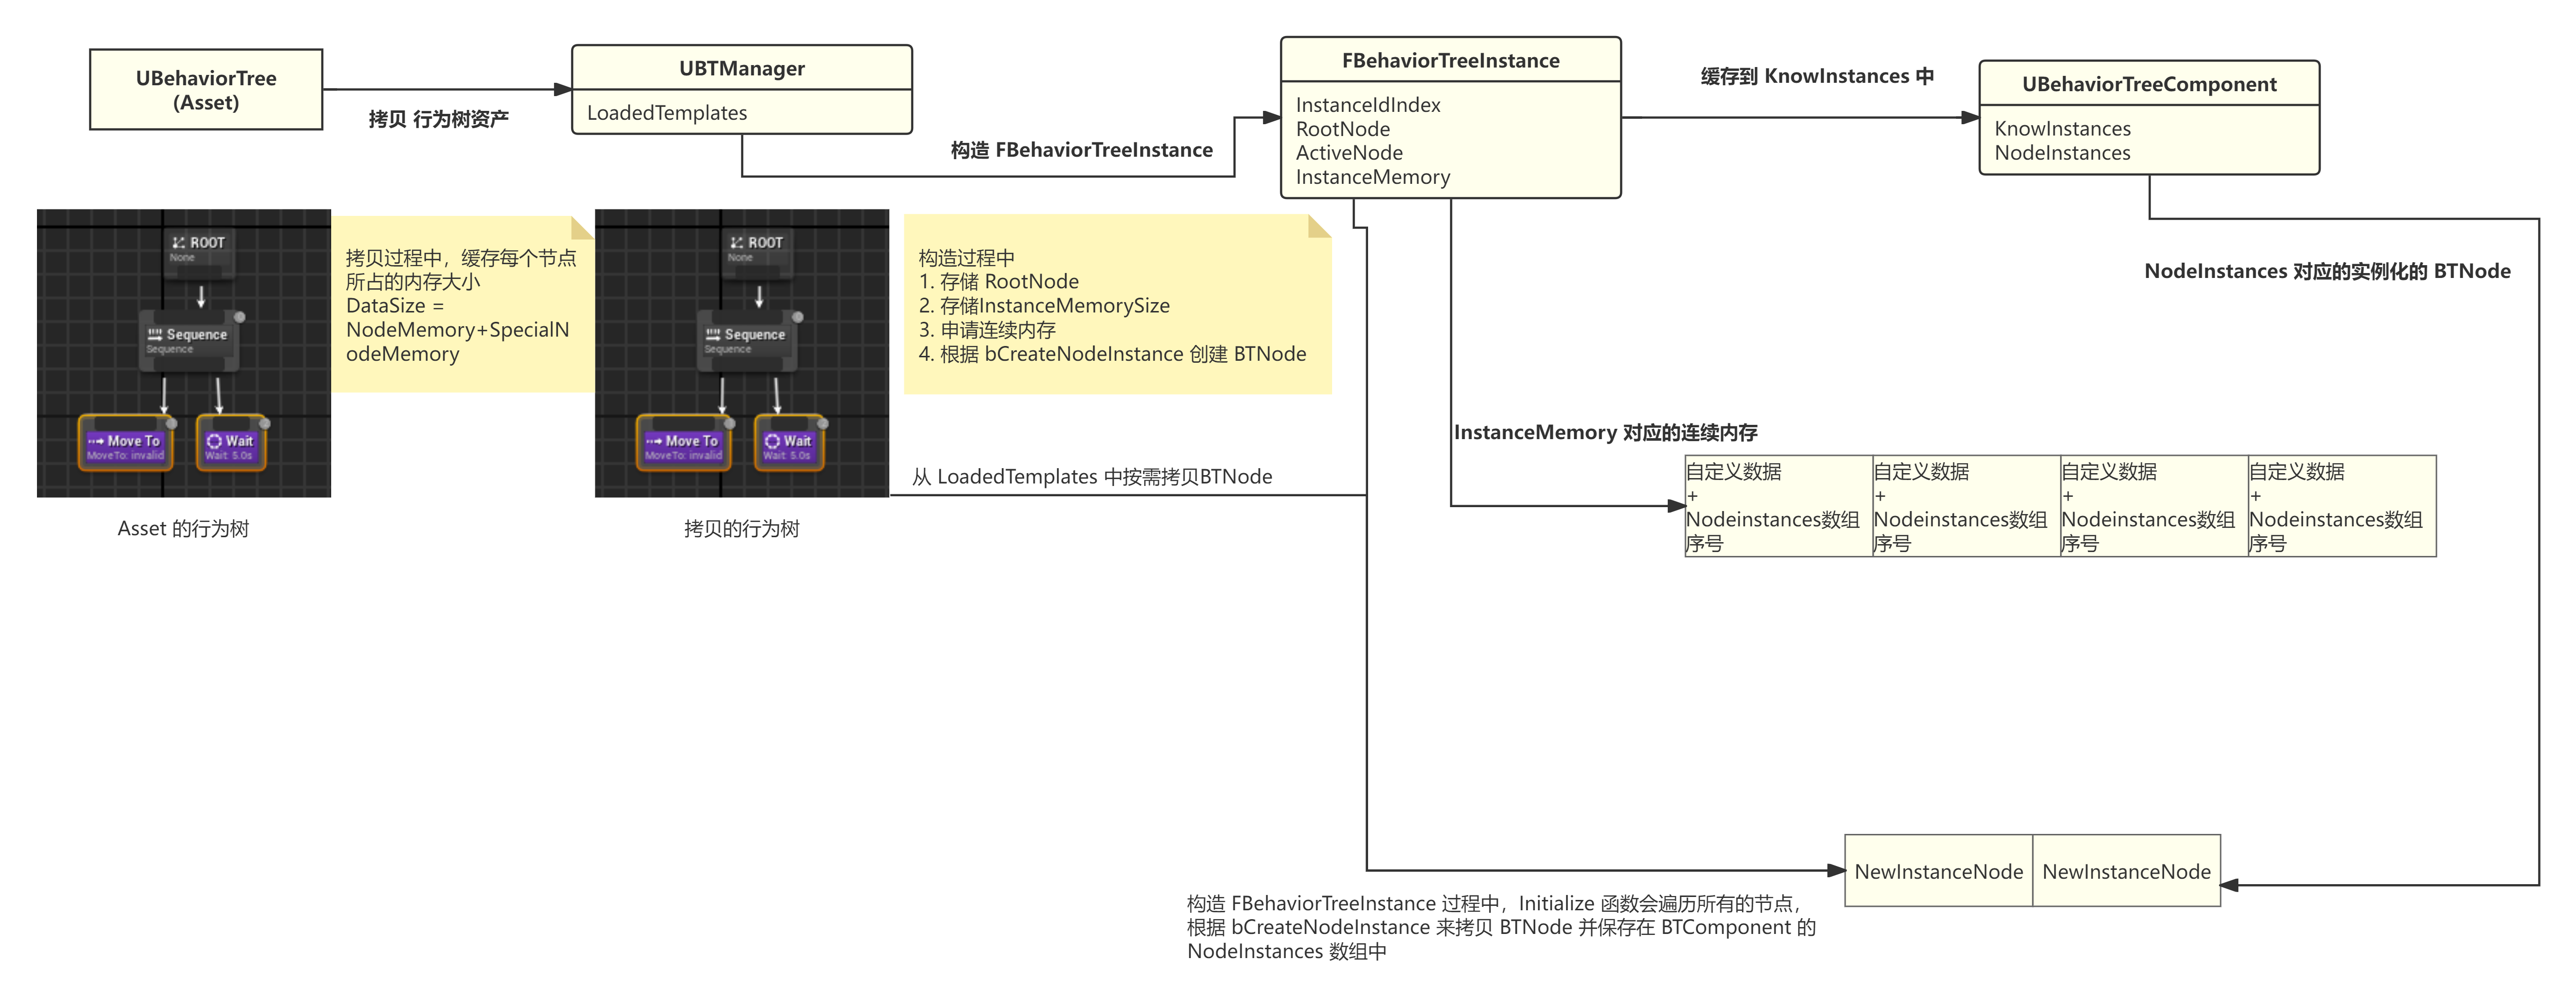 UBehaviorTree
(Asset)
拷贝 行为树资产
UBTManager
LoadedTemplates
构造 FBehaviorTreeInstance
FBehaviorTreeInstance
InstanceIdIndex
RootNode
ActiveNode
InstanceMemory
缓存到 KnowInstances 中
UBehaviorTreeComponent
KnowInstances
NodeInstances
ROOT
None
Sequence
Sequence
Move To
MoveTo: invalid
Wait
Wait: 5.0s
Asset 的行为树
拷贝过程中，缓存每个节点
所占的内存大小
DataSize =
NodeMemory+SpecialN
odeMemory
ROOT
None
Sequence
Sequence
Move To
MoveTo: invalid
Wait
Wait: 5.0s
拷贝的行为树
构造过程中
1. 存储 RootNode
2. 存储InstanceMemorySize
3. 申请连续内存
4. 根据 bCreateNodeInstance 创建 BTNode
从 LoadedTemplates 中按需拷贝BTNode
NodeInstances 对应的实例化的 BTNode
InstanceMemory 对应的连续内存
自定义数据
+
Nodeinstances数组
序号
自定义数据
+
Nodeinstances数组
序号
自定义数据
+
Nodeinstances数组
序号
自定义数据
+
Nodeinstances数组
序号
NewInstanceNode
NewInstanceNode
构造 FBehaviorTreeInstance 过程中，Initialize 函数会遍历所有的节点，
根据 bCreateNodeInstance 来拷贝 BTNode 并保存在 BTComponent 的
NodeInstances 数组中